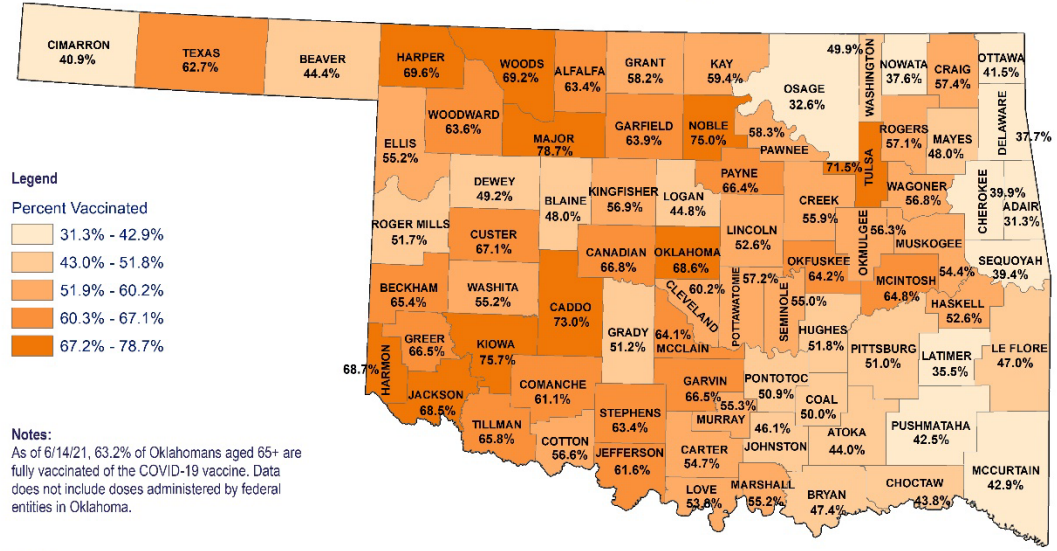 CIMARRON
40.9%
TEXAS
62.7%
BEAVER
44.4%
HARPER
69.6%
WOODS
69.2%
ALFALFA
63.4%
GRANT
58.2%
KAY
59.4%
OSAGE
32.6%
49.9%
WASHINGTON
NOWATA
37.6%
CRAIG
57.4%
OTTAWA
41.5%
DELAWARE
37.7%
ELLIS
55.2%
WOODWARD
63.6%
MAJOR
78.7%
GARFIELD
63.9%
NOBLE
75.0%
58.3%
PAWNEE
71.5%
TULSA
ROGERS
57.1%
MAYES
48.0%
Legend
Percent Vaccinated
31.3% - 42.9%
43.0% - 51.8%
51.9% - 60.2%
60.3% - 67.1%
67.2% - 78.7%
DEWEY
49.2%
BLAINE
48.0%
KINGFISHER
56.9%
LOGAN
44.8%
PAYNE
66.4%
CREEK
55.9%
WAGONER
56.8%
CHEROKEE
39.9%
ADAIR
31.3%
ROGER MILLS
51.7%
CUSTER
67.1%
CANADIAN
66.8%
OKLAHOMA
68.6%
LINCOLN
52.6%
OKFUSKEE
64.2%
OKMULGEE
56.3%
MUSKOGEE
54.4%
SEQUOYAH
39.4%
BECKHAM
65.4%
WASHITA
55.2%
CADDO
73.0%
GRADY
51.2%
60.2%
CLEVELAND
57.2%
POTTAWATOMIE
SEMINOLE
55.0%
HUGHES
51.8%
MCINTOSH
64.8%
HASKELL
52.6%
68.7%
HARMON
GREER
66.5%
KIOWA
75.7%
64.1%
MCCLAIN
PITTSBURG
51.0%
LATIMER
35.5%
LE FLORE
47.0%
JACKSON
68.5%
COMANCHE
61.1%
GARVIN
66.5%
PONTOTOC
50.9%
COAL
50.0%
TILLMAN
65.8%
COTTON
56.6%
STEPHENS
63.4%
55.3%
MURRAY
46.1%
JOHNSTON
ATOKA
44.0%
PUSHMATAHA
42.5%
JEFFERSON
61.6%
CARTER
54.7%
LOVE
53.8%
MARSHALL
55.2%
BRYAN
47.4%
CHOCTAW
43.8%
MCCURTAIN
42.9%
Notes:
As of 6/14/21, 63.2% of Oklahomans aged 65+ are
fully vaccinated of the COVID-19 vaccine. Data
does not include doses administered by federal
entities in Oklahoma.